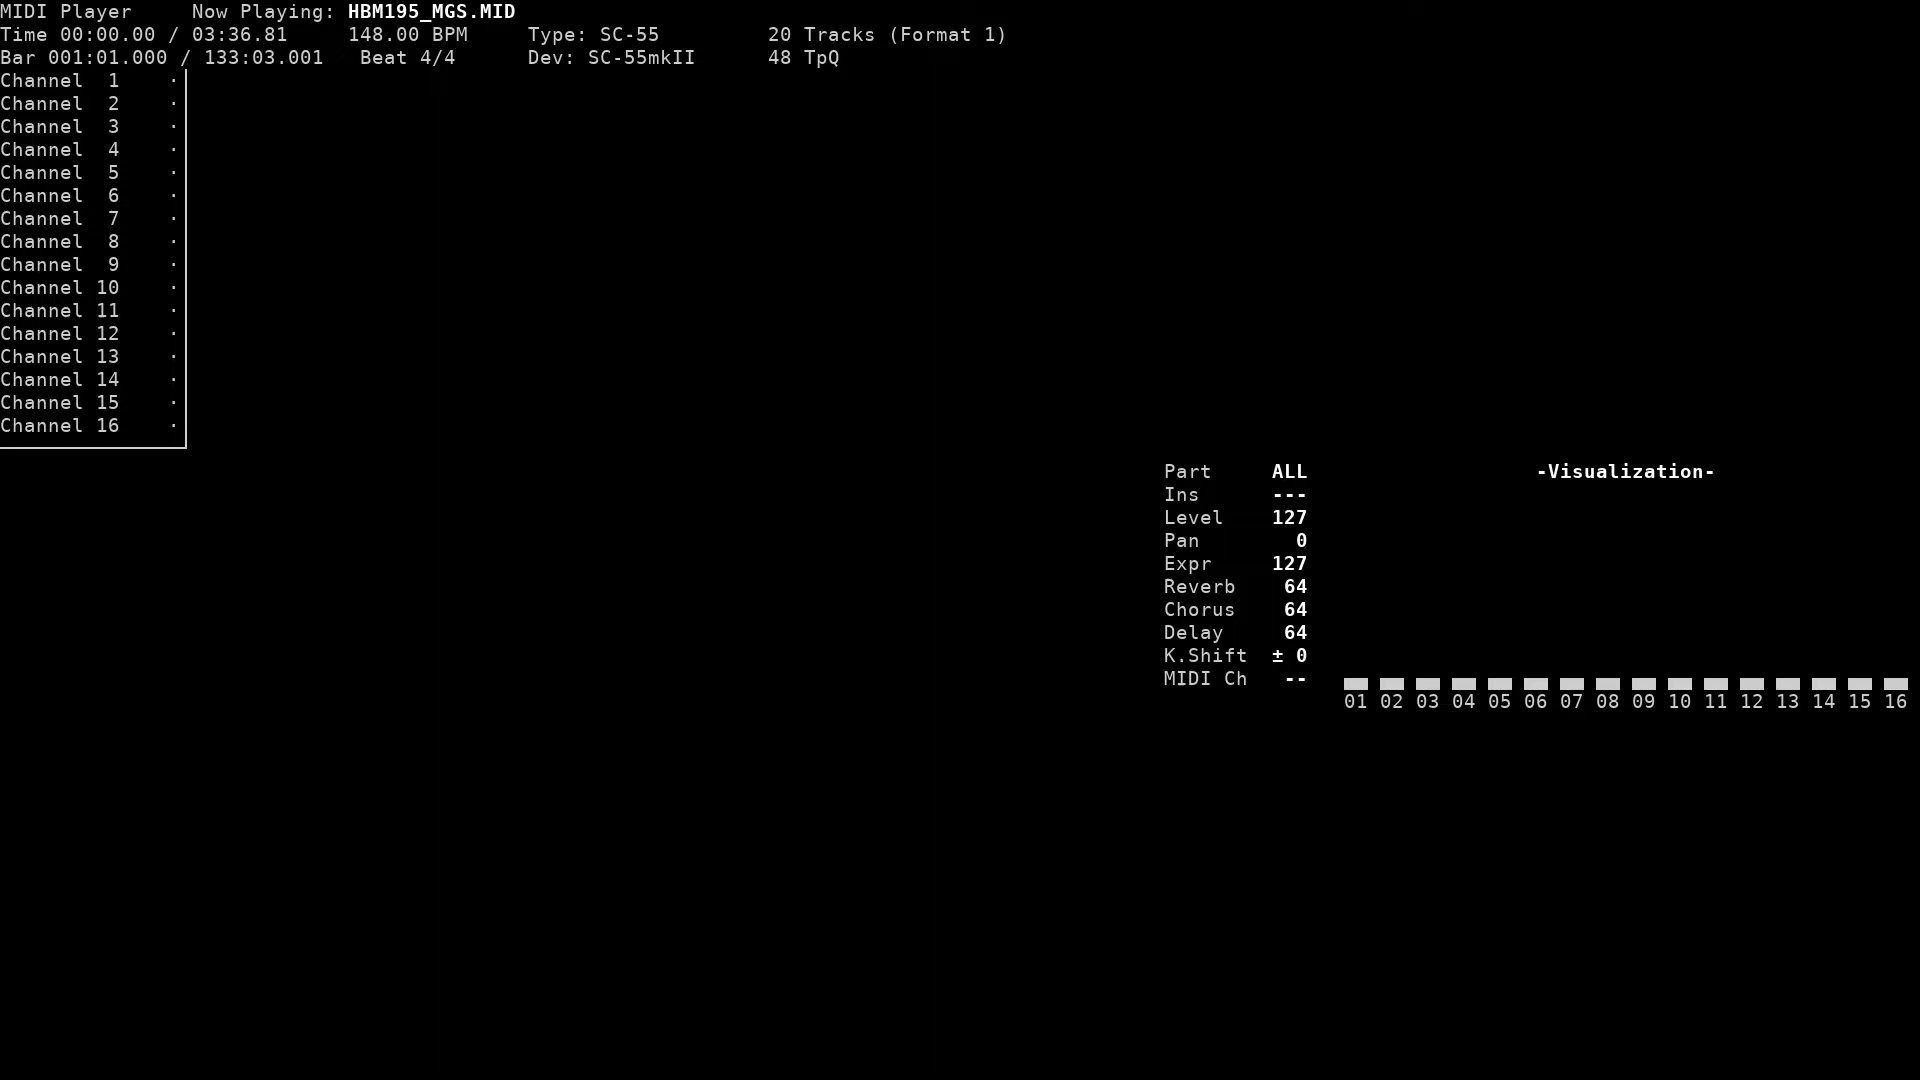 MIDI Player     Now Playing: HBM195_MGS.MID
Time 00:00.00 / 03:36.81     148.00 BPM     Type: SC-55         20 Tracks (Format 1)
Bar 001:01.000 / 133:03.001   Beat 4/4      Dev: SC-55mkII      48 TpQ
Channel  1    ·
Channel  2    ·
Channel  3    ·
Channel  4    ·
Channel  5    ·
Channel  6    ·
Channel  7    ·
Channel  8    ·
Channel  9    ·
Channel 10    ·
Channel 11    ·
Channel 12    ·
Channel 13    ·
Channel 14    ·
Channel 15    ·
Channel 16    ·
Part     ALL
Ins      ---
Level    127
Pan        0
Expr     127
Reverb    64
Chorus    64
Delay     64
K.Shift  ± 0
MIDI Ch   --
-Visualization-
01 02 03 04 05 06 07 08 09 10 11 12 13 14 15 16